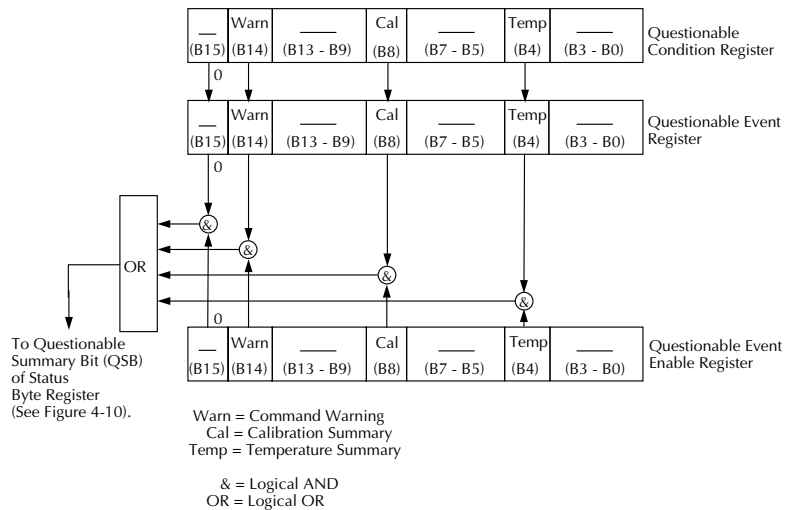 Warn Cal Temp
(B15) (B14) (B13 - B9) (B8) (B7 - B5) (B4) (B3 - B0)
Questionable
Condition Register
0
Warn Cal Temp
(B15) (B14) (B13 - B9) (B8) (B7 - B5) (B4) (B3 - B0)
Questionable Event
Register
0
&
&
OR
&
&
0
To Questionable
Summary Bit (QSB)
of Status
Byte Register
(See Figure 4-10).
Warn Cal Temp
(B15) (B14) (B13 - B9) (B8) (B7 - B5) (B4) (B3 - B0)
Questionable Event
Enable Register
Warn = Command Warning
Cal = Calibration Summary
Temp = Temperature Summary
& = Logical AND
OR = Logical OR